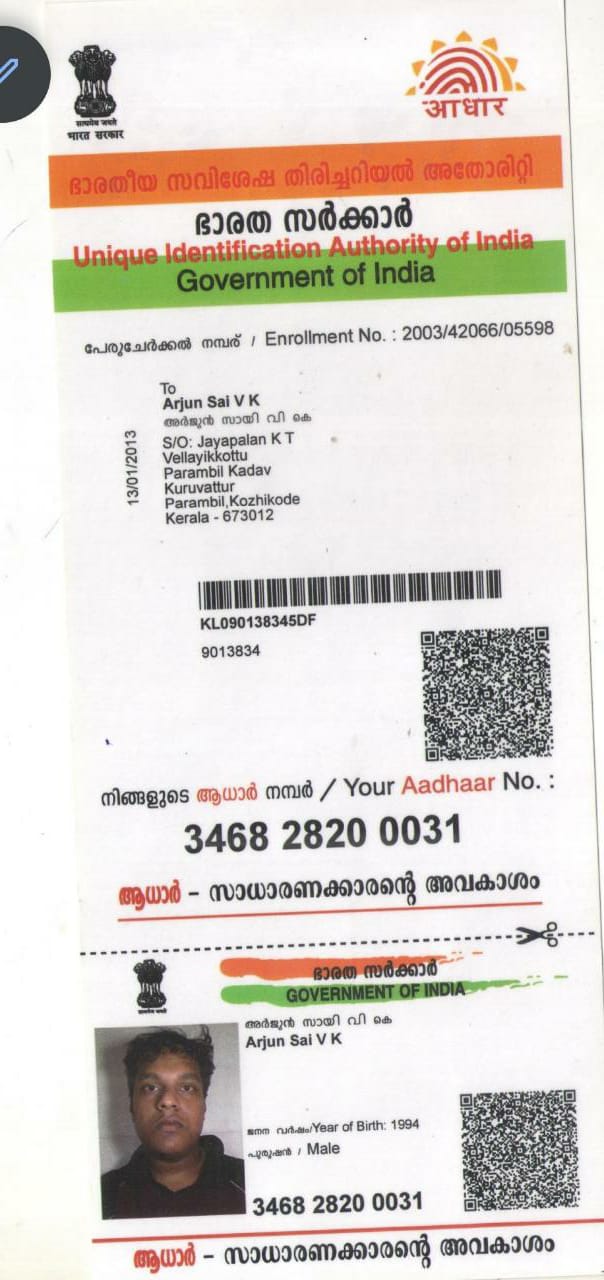 सत्यमेव जयते
भारत सरकार
आधार
ഭാരതീയ സവിശേഷ തിരിച്ചറിയൽ അതോരിറ്റി
ഭാരത സർക്കാർ
Unique Identification Authority of India
Government of India
പേരുചേർക്കൽ നമ്പര് / Enrollment No. : 2003/42066/05598
To
Arjun Sai V K
അർജുൻ സായി വി കെ
S/O: Jayapalan K T
Vellayikkottu
Parambil Kadav
Kuruvattur
Parambil,Kozhikode
Kerala - 673012
13/01/2013
KL090138345DF
9013834
നിങ്ങളുടെ ആധാർ നമ്പർ / Your Aadhaar No. :
3468 2820 0031
ആധാർ – സാധാരണക്കാരന്റെ അവകാശം
ഭാരത സർക്കാർ
GOVERNMENT OF INDIA
അർജുൻ സായി വി കെ
Arjun Sai V K
ജനന വർഷം/Year of Birth: 1994
പുരുഷൻ / Male
3468 2820 0031
ആധാർ – സാധാരണക്കാരന്റെ അവകാശം